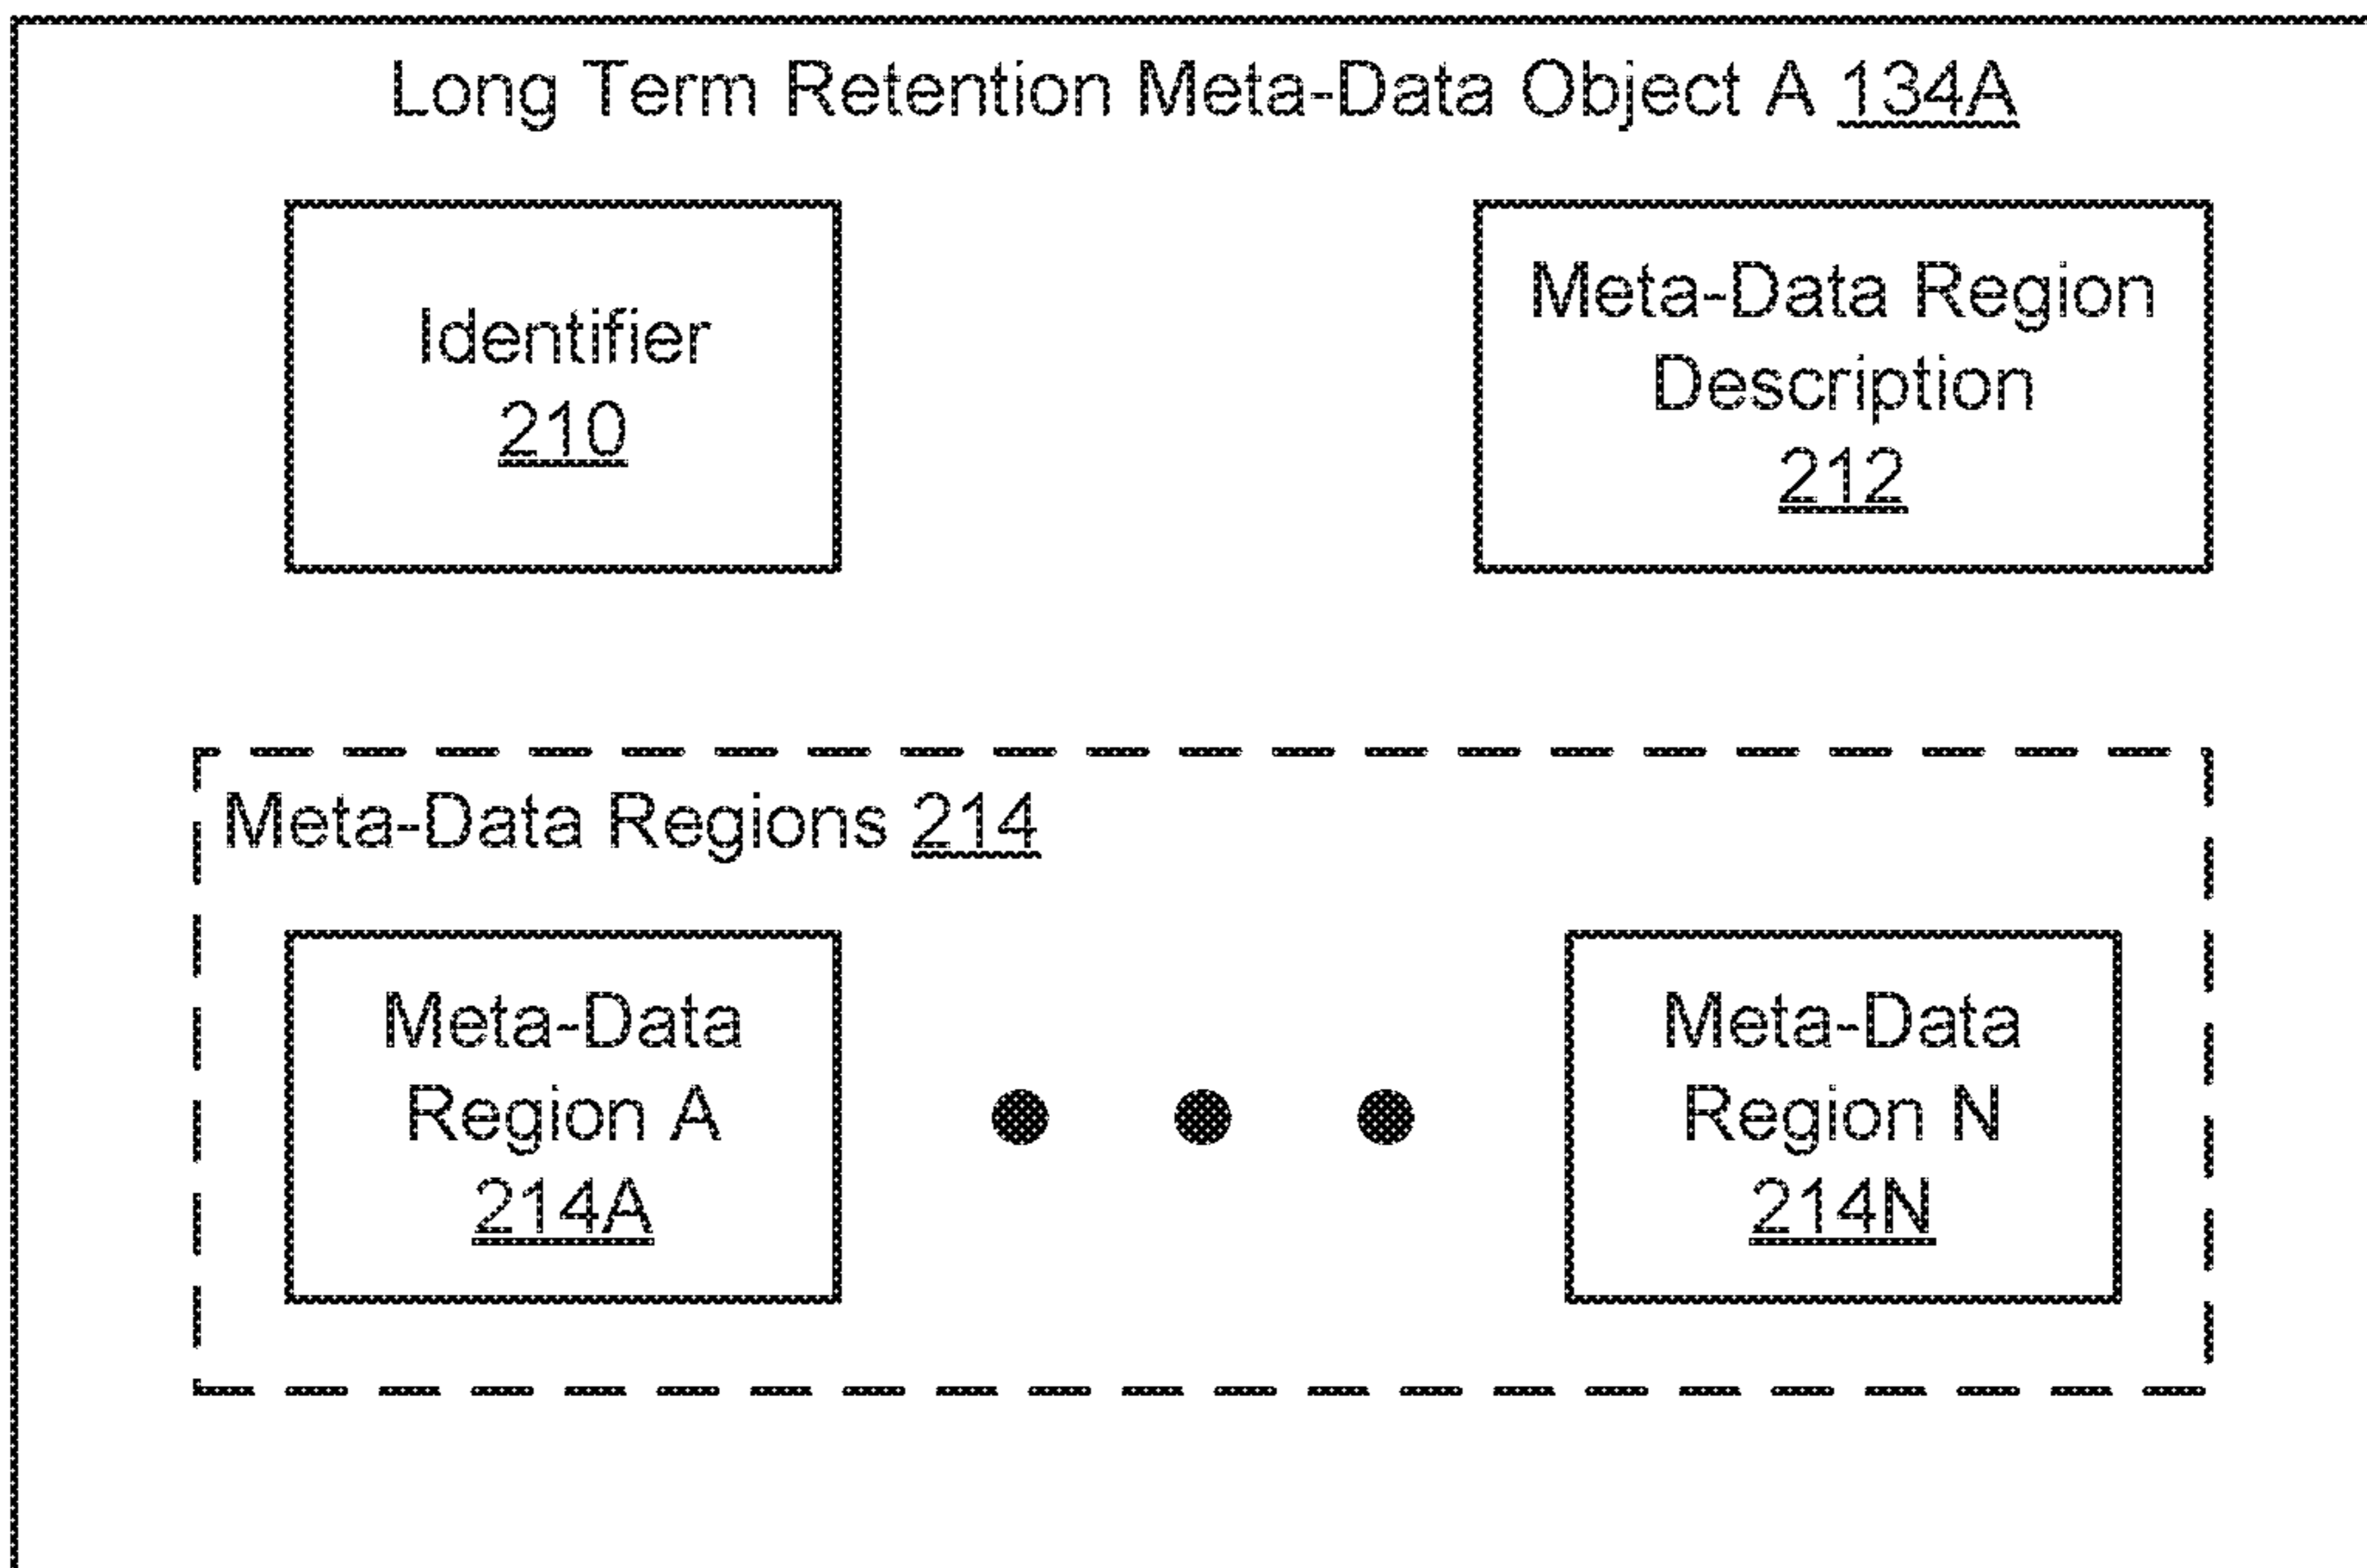 Long Term Retention Meta-Data Object A 134A
Identifier
210
Meta-Data Region
Description
212
Meta-Data Regions 214
Meta-Data
Region A
214A
Meta-Data
Region N
214N